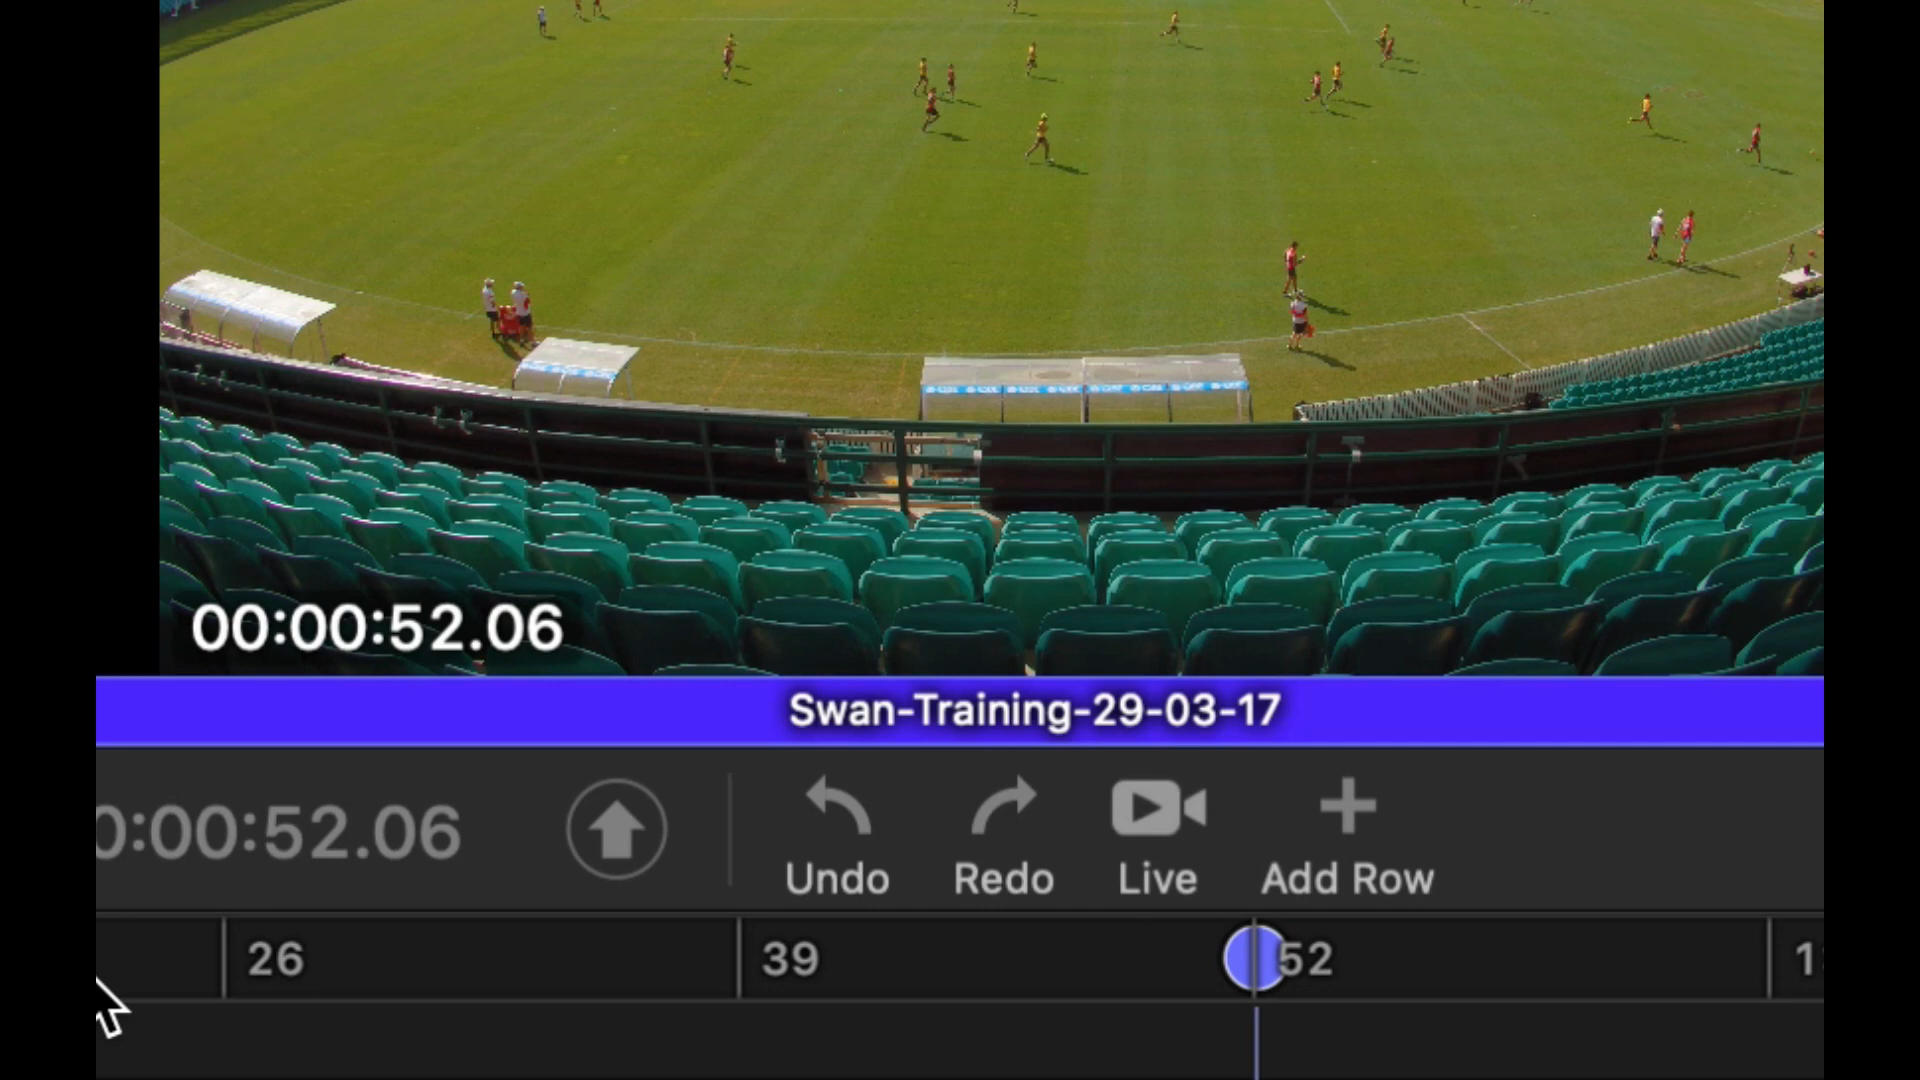 00:00:52.06
Swan-Training-29-03-17
0:00:52.06
Undo Redo Live Add Row
26 39 52 1